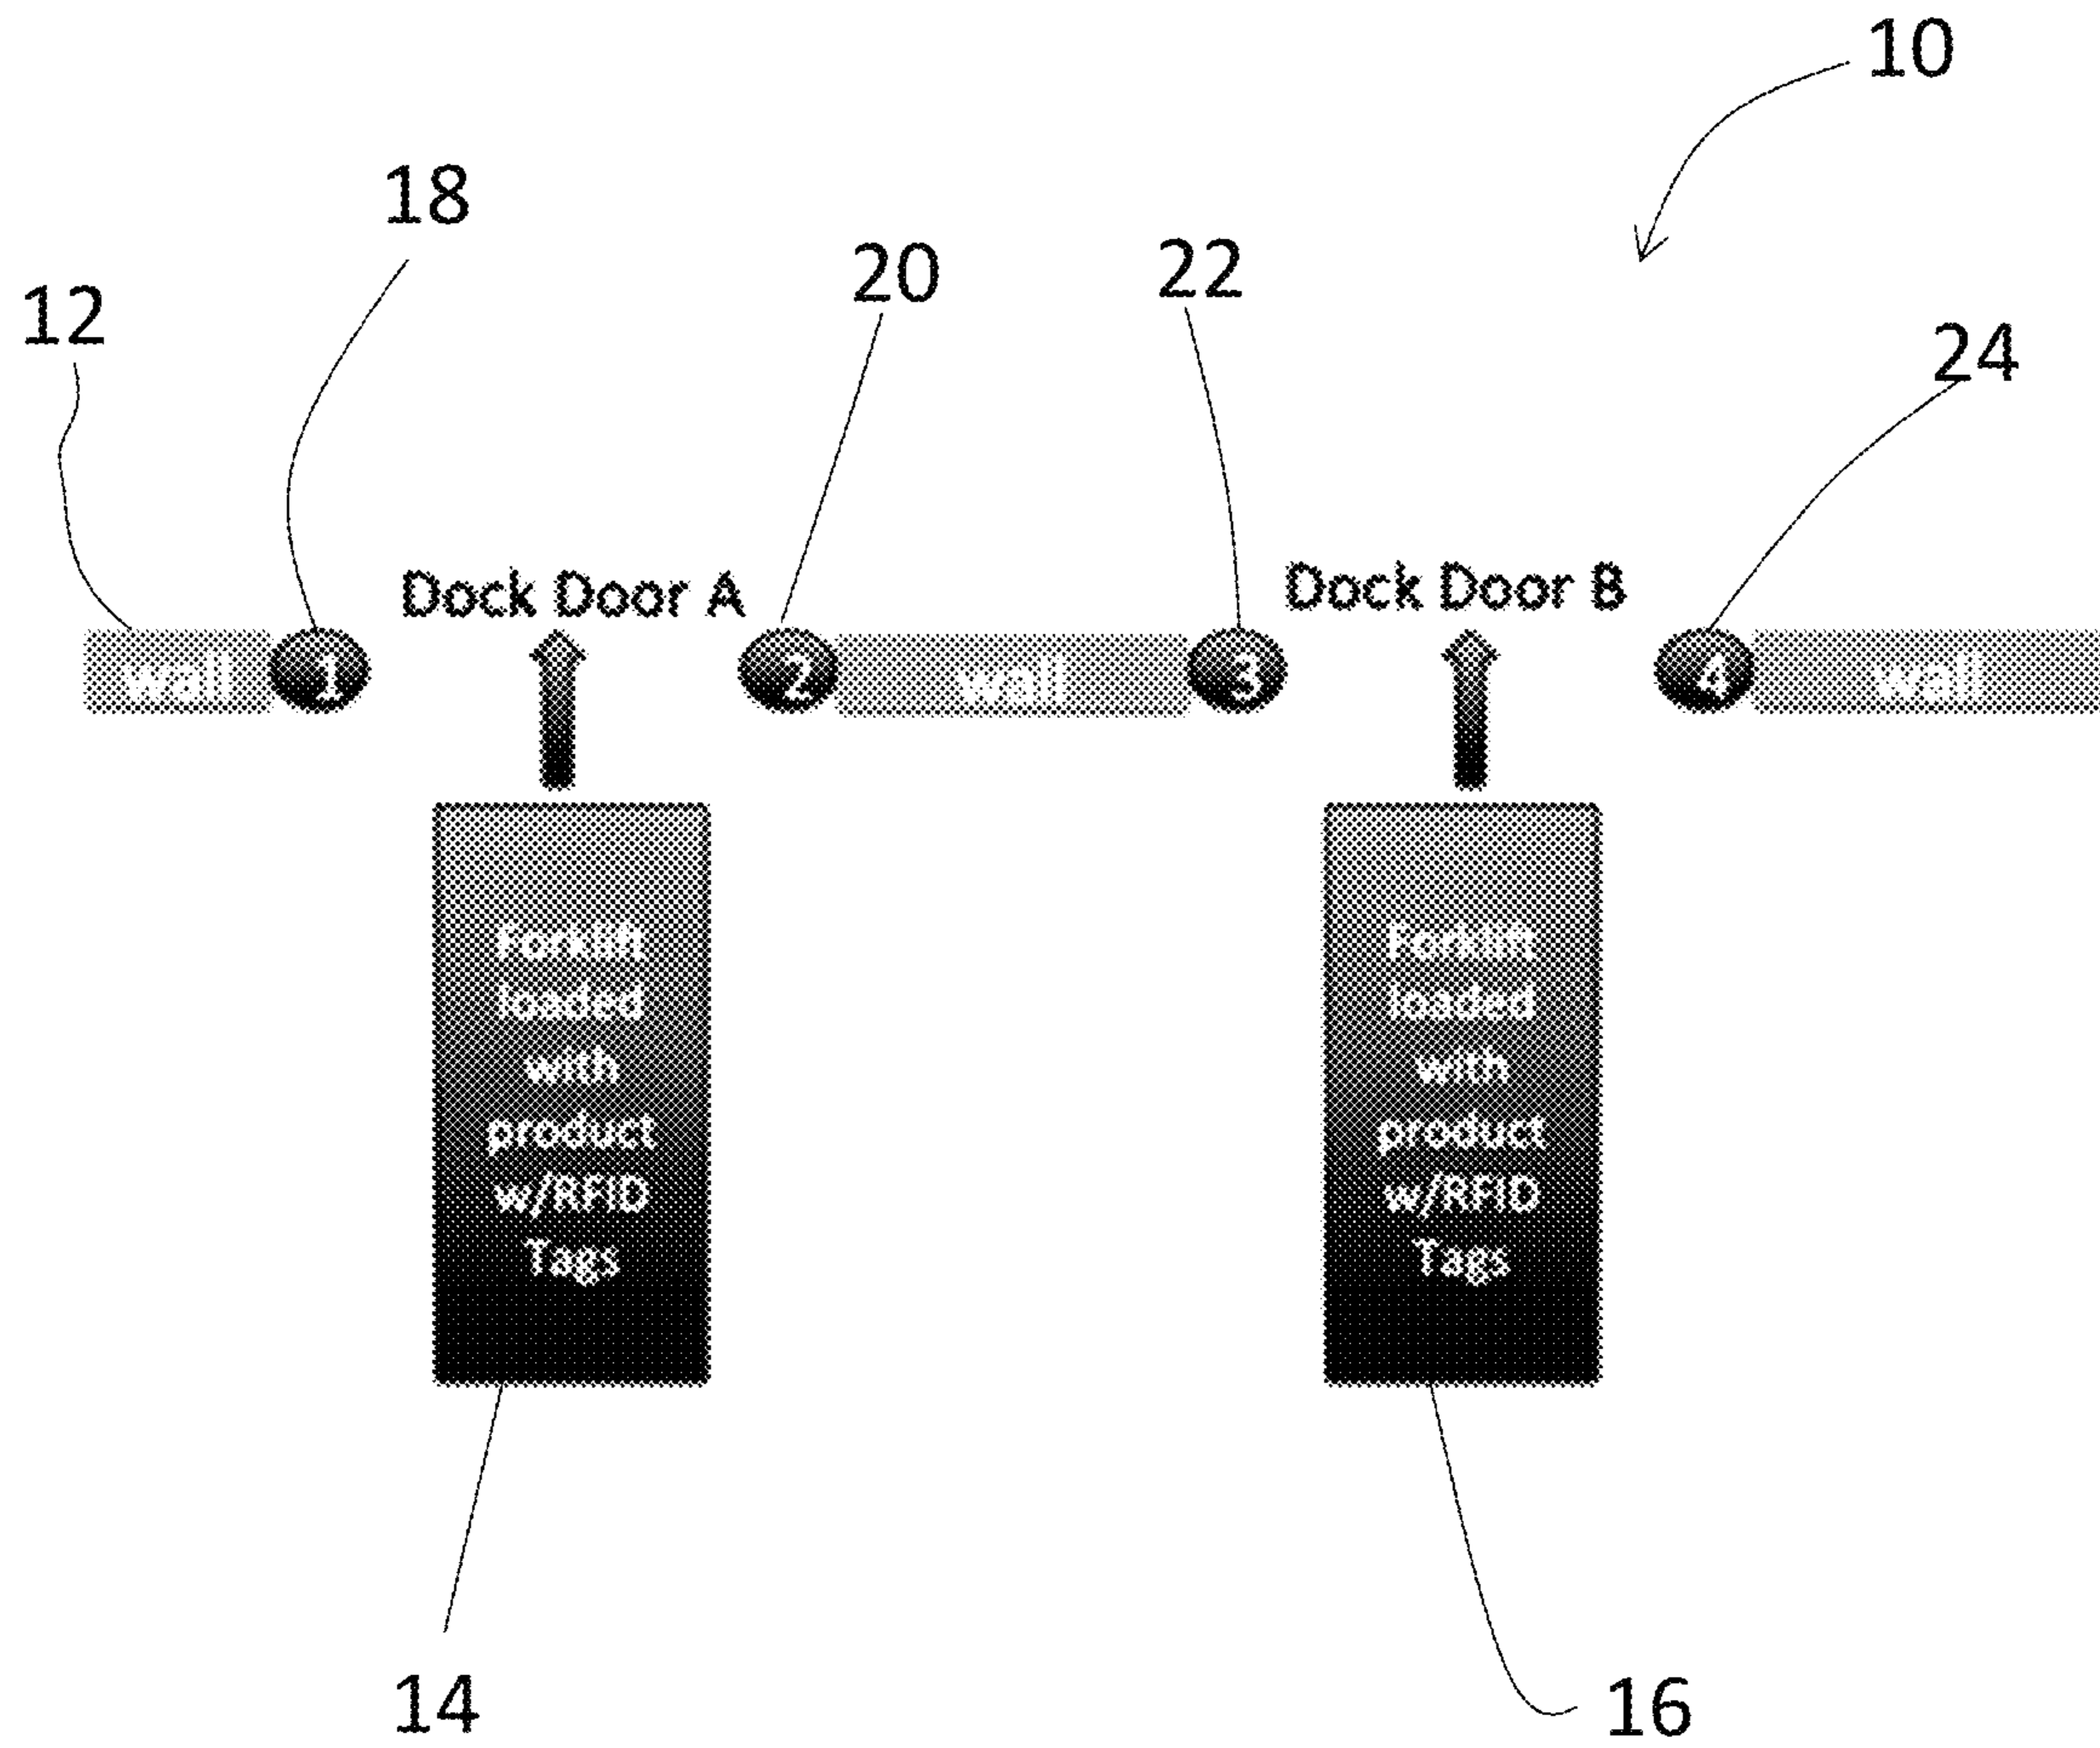 10
18
20
22
12
24
Dock Door A
Dock Door B
wall
1
2
wall
3
4
wall
Forklift
loaded
with
product
w/RFID
Tags
Forklift
loaded
with
product
w/RFID
Tags
14
16